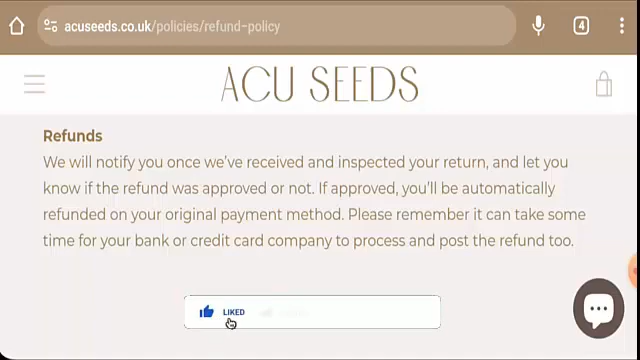 acuseeds.co.uk/policies/refund-policy
4
ACU SEEDS
Refunds
We will notify you once we've received and inspected your return, and let you
know if the refund was approved or not. If approved, you'll be automatically
refunded on your original payment method. Please remember it can take some
time for your bank or credit card company to process and post the refund too.
LIKED